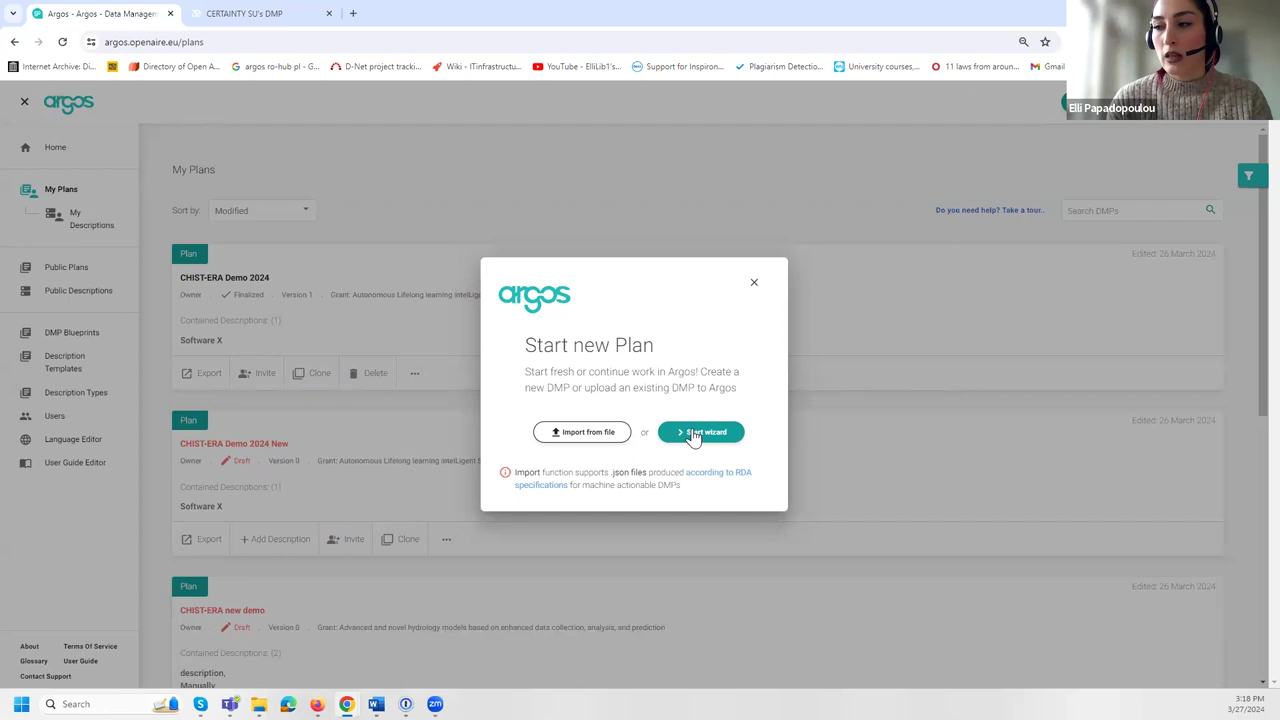 Argos - Argos - Data Managemen
CERTAINTY SU's DMP
argos.openaire.eu/plans
Internet Archive: Di...
Directory of Open A...
argos ro-hub pl - G...
D-Net project tracki...
Wiki - l'Infrastructu...
YouTube - ElliLib1's...
Support for Inspiron...
Plagiarism Detectio...
University courses,...
11 laws from aroun...
Gmail
Elli Papadopoulou
argos
Home
My Plans
My
Descriptions
Public Plans
Public Descriptions
DMP Blueprints
Description
Templates
Description Types
Users
Language Editor
User Guide Editor
About
Terms Of Service
Glossary
User Guide
Contact Support
My Plans
Sort by:
Modified
Do you need help? Take a tour..
Search DMPs
Plan
Edited: 26 March 2024
CHIST-ERA Demo 2024
Owner . Finalized . Version 1 . Grant: Autonomous Lifelong learning intelLige
Contained Descriptions: (1)
Software X
Export
Invite
Clone
Delete
Plan
Edited: 26 March 2024
CHIST-ERA Demo 2024 New
Owner . Draft . Version 0 . Grant: Autonomous Lifelong learning intelLigent S
Contained Descriptions: (1)
Software X
Export
Add Description
Invite
Clone
Plan
Edited: 26 March 2024
CHIST-ERA new demo
Owner . Draft . Version 0 . Grant: Advanced and novel hydrology models based on enhanced data collection, analysis, and prediction
Contained Descriptions: (2)
description,
Manually
argos
Start new Plan
Start fresh or continue work in Argos! Create a
new DMP or upload an existing DMP to Argos
Import from file
or
Start wizard
Import function supports .json files produced according to RDA
specifications for machine actionable DMPs
Search
3:18 PM
3/27/2024